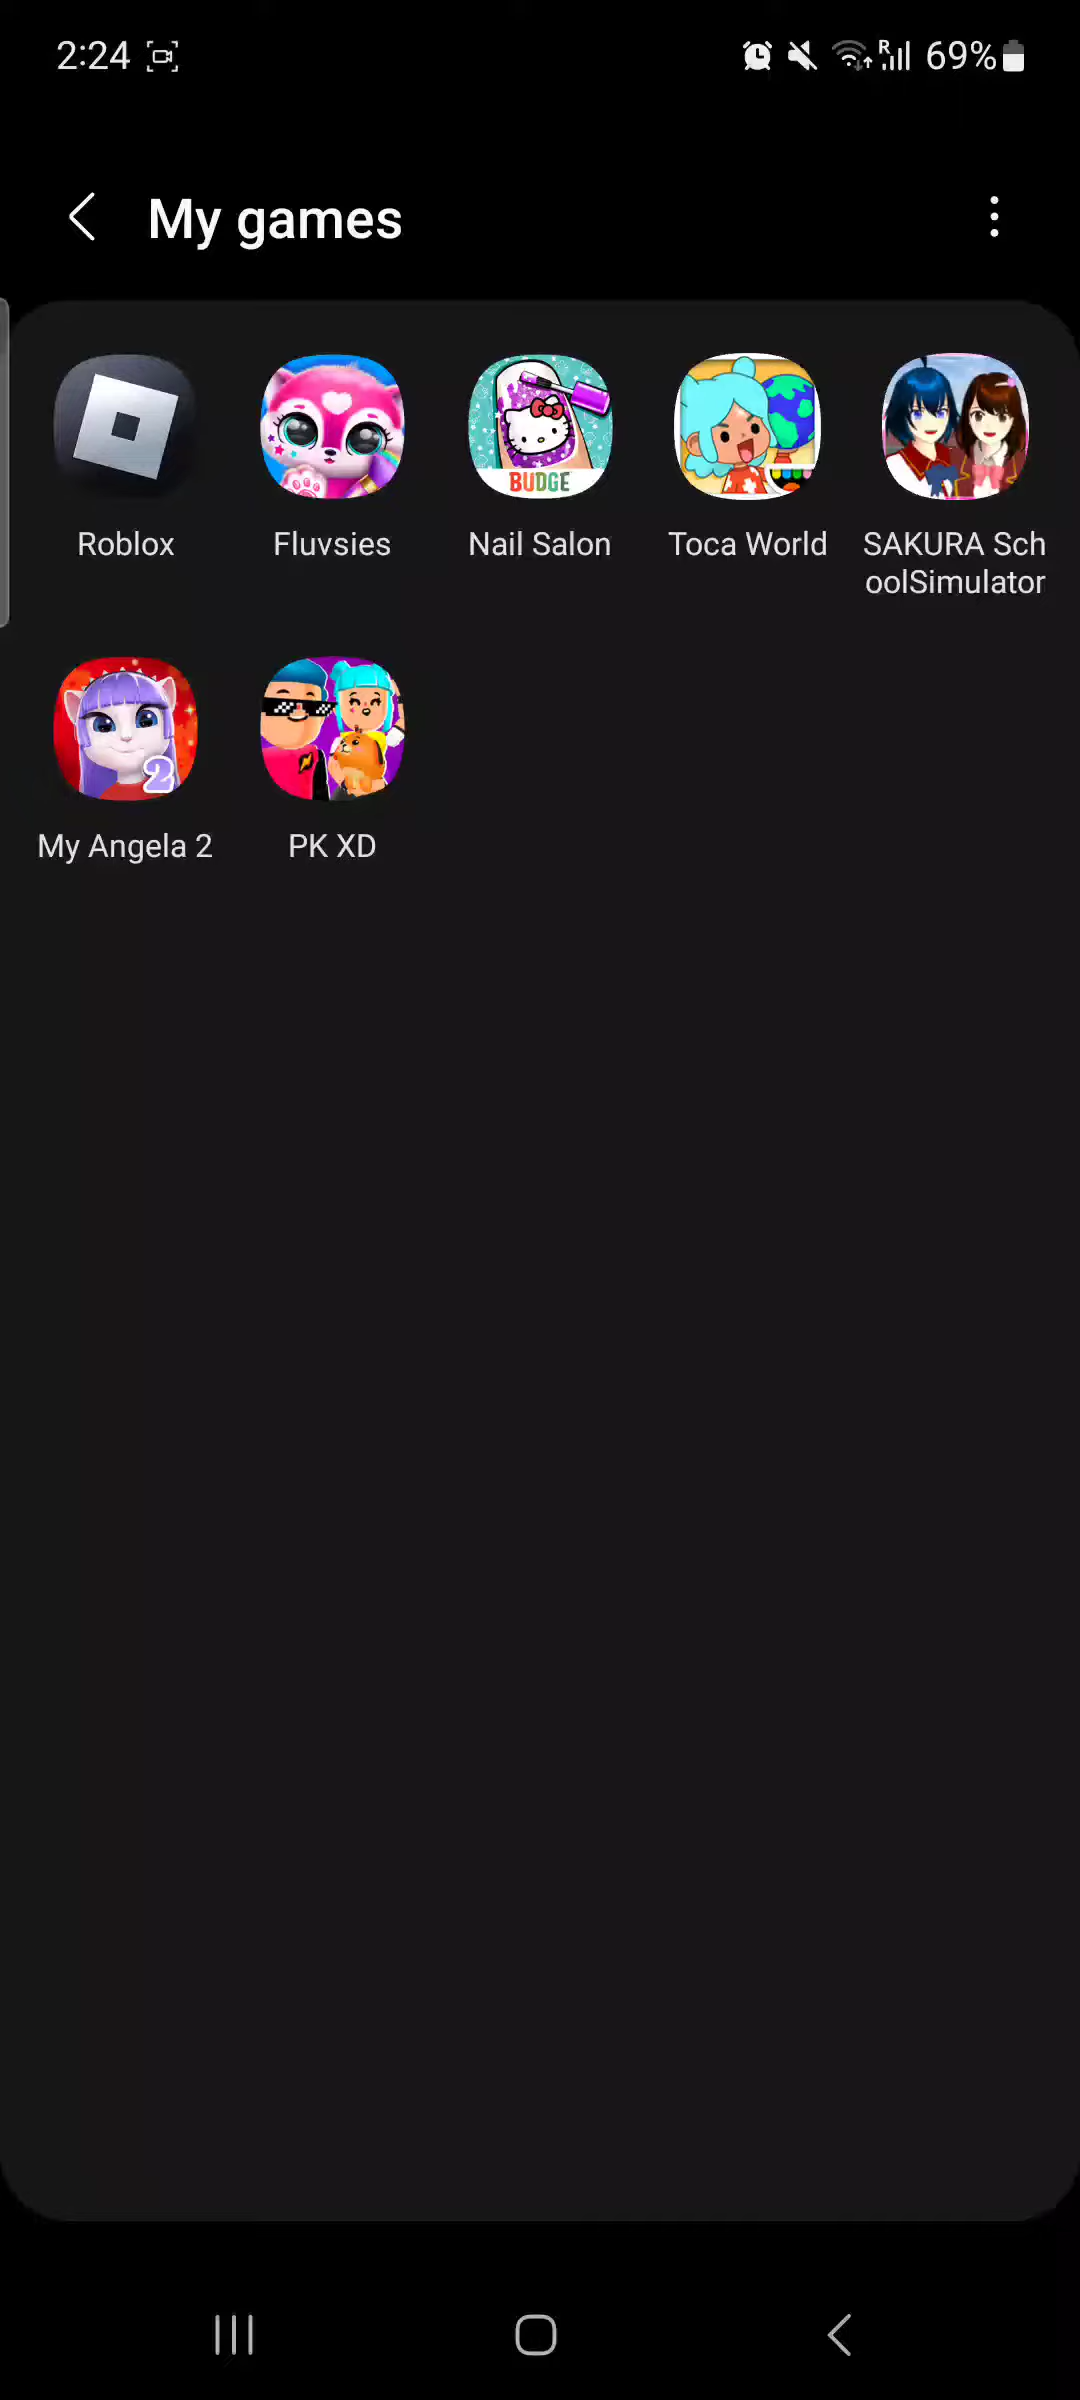 2:24
R
69%
My games
BUDGE
Roblox
Fluvsies
Nail Salon
Toca World
SAKURA Sch
oolSimulator
2
My Angela 2
PK XD